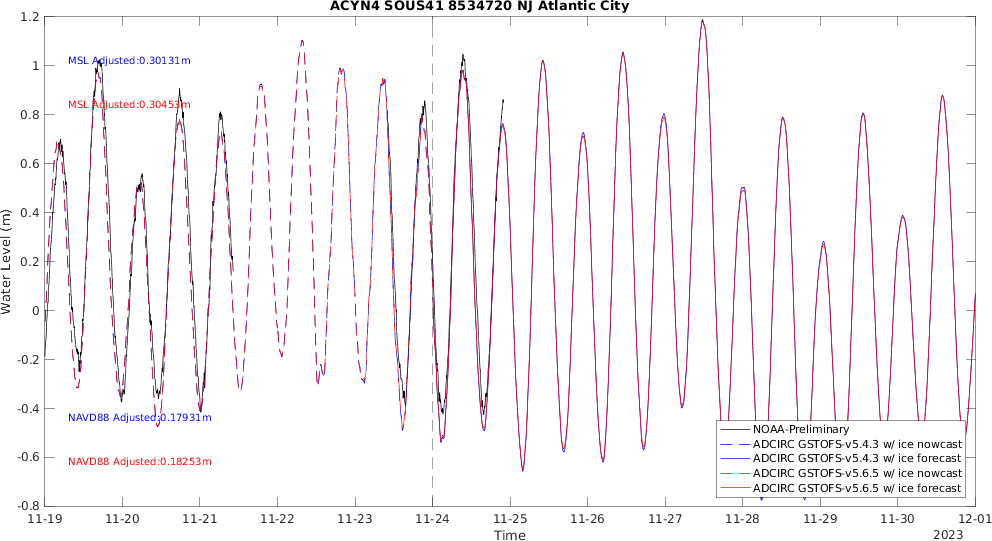 ACYN4 SOUS41 8534720 NJ Atlantic City
1.2
1
0.8
0.6
0.4
0.2
0
-0.2
-0.4
-0.6
-0.8
Water Level (m)
MSL Adjusted:0.30131m
MSL Adjusted:0.30453m
NAVD88 Adjusted:0.17931m
NAVD88 Adjusted:0.18253m
NOAA-Preliminary
ADCIRC GSTOFS-v5.4.3 w/ ice nowcast
ADCIRC GSTOFS-v5.4.3 w/ ice forecast
ADCIRC GSTOFS-v5.6.5 w/ ice nowcast
ADCIRC GSTOFS-v5.6.5 w/ ice forecast
11-19 11-20 11-21 11-22 11-23 11-24 11-25 11-26 11-27 11-28 11-29 11-30 12-01
Time
2023